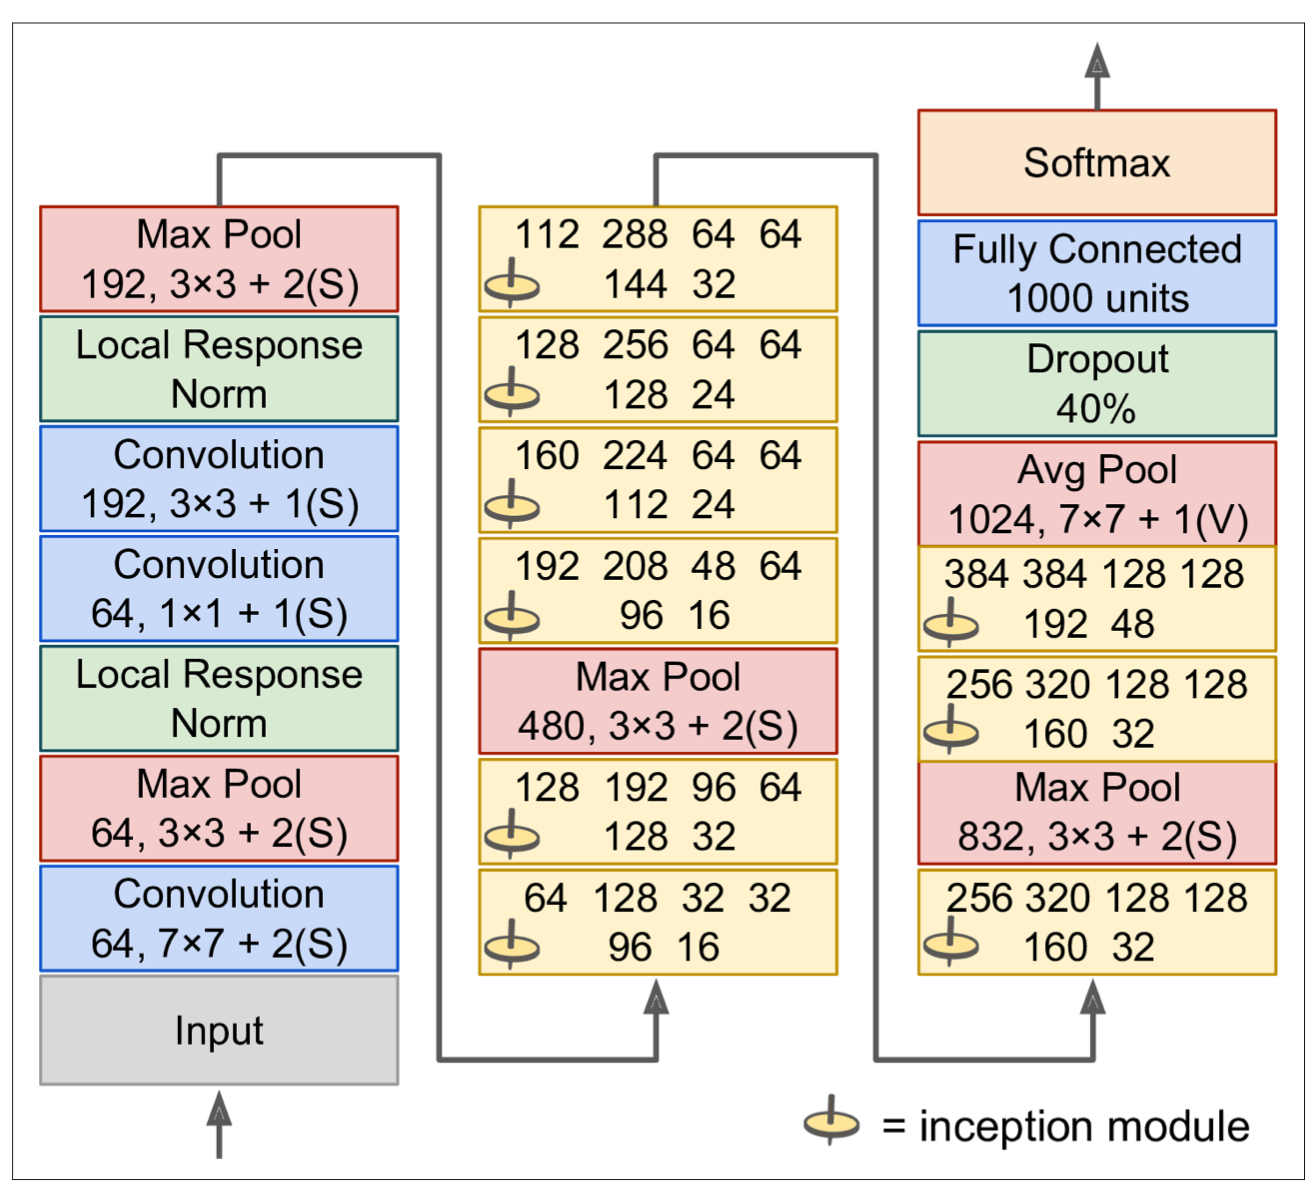 Max Pool
192, 3×3 + 2(S)
Local Response
Norm
Convolution
192, 3×3 + 1(S)
Convolution
64, 1×1 + 1(S)
Local Response
Norm
Max Pool
64, 3×3 + 2(S)
Convolution
64, 7×7 + 2(S)
Input
112 288 64 64
144 32
128 256 64 64
128 24
160 224 64 64
112 24
192 208 48 64
96 16
Max Pool
480, 3×3 + 2(S)
128 192 96 64
128 32
64 128 32 32
96 16
Softmax
Fully Connected
1000 units
Dropout
40%
Avg Pool
1024, 7×7 + 1(V)
384 384 128 128
192 48
256 320 128 128
160 32
Max Pool
832, 3×3 + 2(S)
256 320 128 128
160 32
= inception module